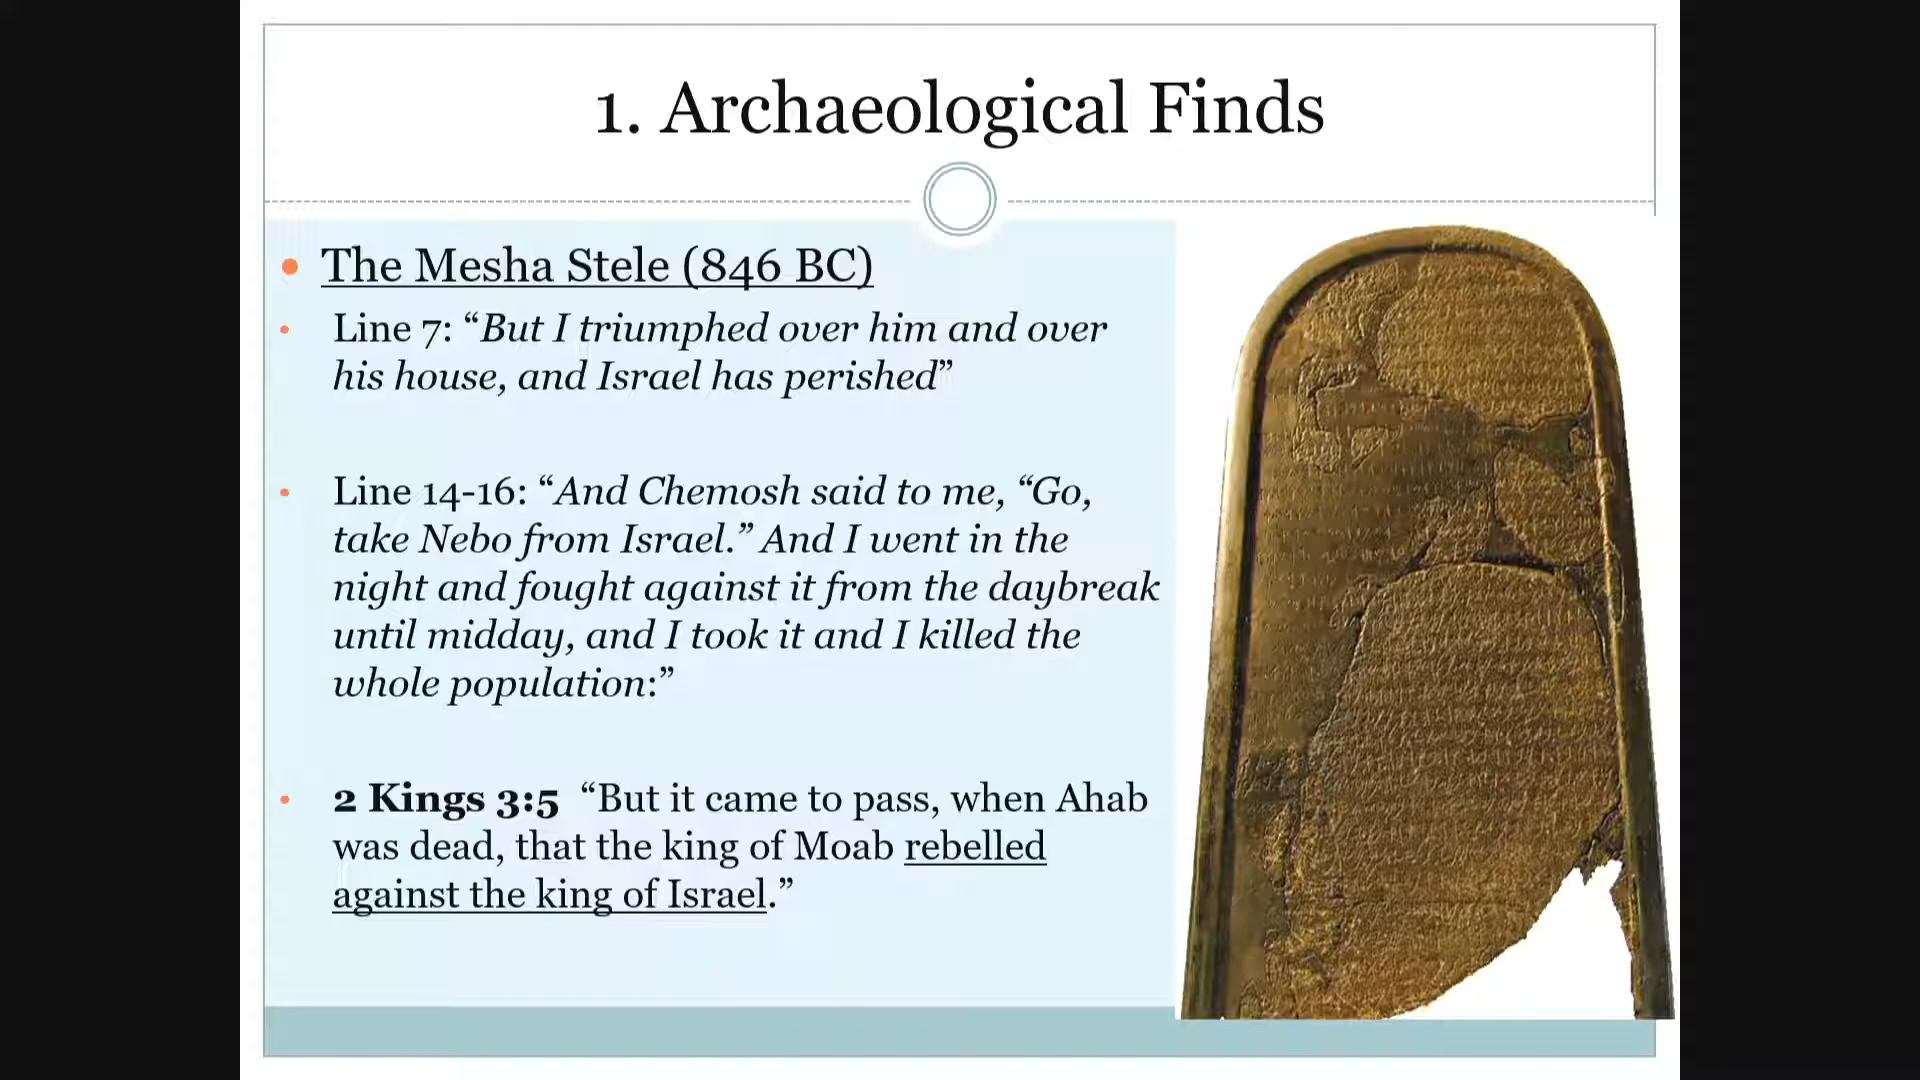 1. Archaeological Finds
• The Mesha Stele (846 BC)
• Line 7: “But I triumphed over him and over
his house, and Israel has perished”
• Line 14-16: “And Chemosh said to me, “Go,
take Nebo from Israel.” And I went in the
night and fought against it from the daybreak
until midday, and I took it and I killed the
whole population:”
• 2 Kings 3:5 “But it came to pass, when Ahab
was dead, that the king of Moab rebelled
against the king of Israel.”